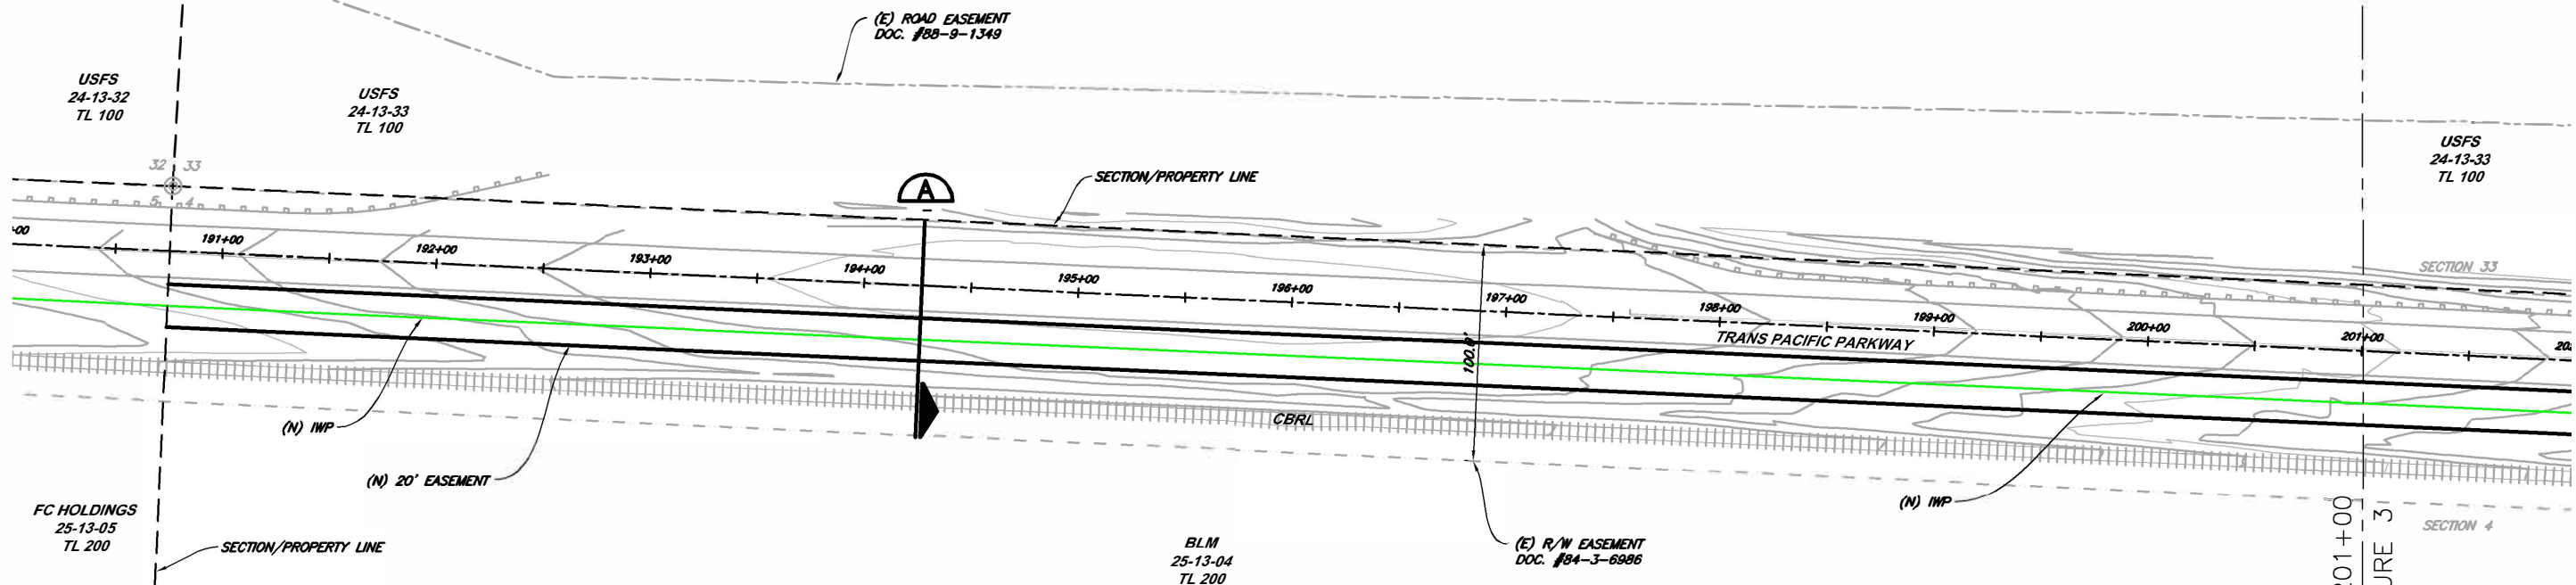 (E) ROAD EASEMENT
DOC. #88-9-1349
USFS
24-13-32
TL 100
USFS
24-13-33
TL 100
USFS
24-13-33
TL 100
32 33
5 4
A
SECTION/PROPERTY LINE
SECTION 33
+00
191+00
192+00
193+00
194+00
195+00
196+00
197+00
198+00
199+00
200+00
201+00
TRANS PACIFIC PARKWAY
100.0'
CBRL
(N) IWP
(N) 20' EASEMENT
(N) IWP
FC HOLDINGS
25-13-05
TL 200
SECTION/PROPERTY LINE
BLM
25-13-04
TL 200
(E) R/W EASEMENT
DOC. #84-3-6986
SECTION 4
201+00
URE 3